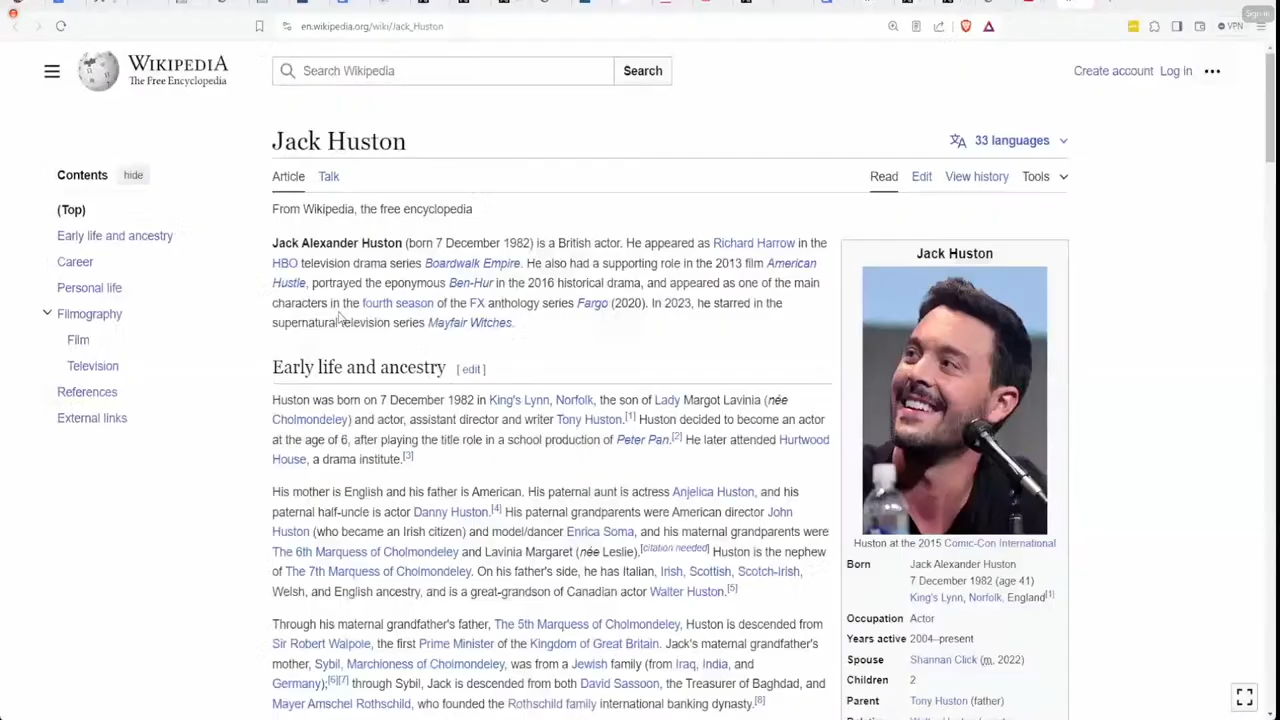 Sign in
en.wikipedia.org/wiki/Jack_Huston
VPN
WIKIPEDIA
The Free Encyclopedia
Search Wikipedia
Search
Create account Log in
Jack Huston
33 languages
Contents hide
Article Talk
Read Edit View history Tools
(Top)
Early life and ancestry
Career
Personal life
Filmography
Film
Television
References
External links
From Wikipedia, the free encyclopedia
Jack Alexander Huston (born 7 December 1982) is a British actor. He appeared as Richard Harrow in the
HBO television drama series Boardwalk Empire. He also had a supporting role in the 2013 film American
Hustle, portrayed the eponymous Ben-Hur in the 2016 historical drama, and appeared as one of the main
characters in the fourth season of the FX anthology series Fargo (2020). In 2023, he starred in the
supernatural television series Mayfair Witches.
Early life and ancestry [ edit ]
Huston was born on 7 December 1982 in King's Lynn, Norfolk, the son of Lady Margot Lavinia (née
Cholmondeley) and actor, assistant director and writer Tony Huston.[1] Huston decided to become an actor
at the age of 6, after playing the title role in a school production of Peter Pan.[2] He later attended Hurtwood
House, a drama institute.[3]
His mother is English and his father is American. His paternal aunt is actress Anjelica Huston, and his
paternal half-uncle is actor Danny Huston.[4] His paternal grandparents were American director John
Huston (who became an Irish citizen) and model/dancer Enrica Soma, and his maternal grandparents were
The 6th Marquess of Cholmondeley and Lavinia Margaret (née Leslie).[citation needed] Huston is the nephew
of The 7th Marquess of Cholmondeley. On his father's side, he has Italian, Irish, Scottish, Scotch-Irish,
Welsh, and English ancestry, and is a great-grandson of Canadian actor Walter Huston.[5]
Through his maternal grandfather's father, The 5th Marquess of Cholmondeley, Huston is descended from
Sir Robert Walpole, the first Prime Minister of the Kingdom of Great Britain. Jack's maternal grandfather's
mother, Sybil, Marchioness of Cholmondeley, was from a Jewish family (from Iraq, India, and
Germany);[6][7] through Sybil, Jack is descended from both David Sassoon, the Treasurer of Baghdad, and
Mayer Amschel Rothschild, who founded the Rothschild family international banking dynasty.[8]
Jack Huston
Huston at the 2015 Comic-Con International
Born Jack Alexander Huston
7 December 1982 (age 41)
King's Lynn, Norfolk, England[1]
Occupation Actor
Years active 2004–present
Spouse Shannan Click (m. 2022)
Children 2
Parent Tony Huston (father)